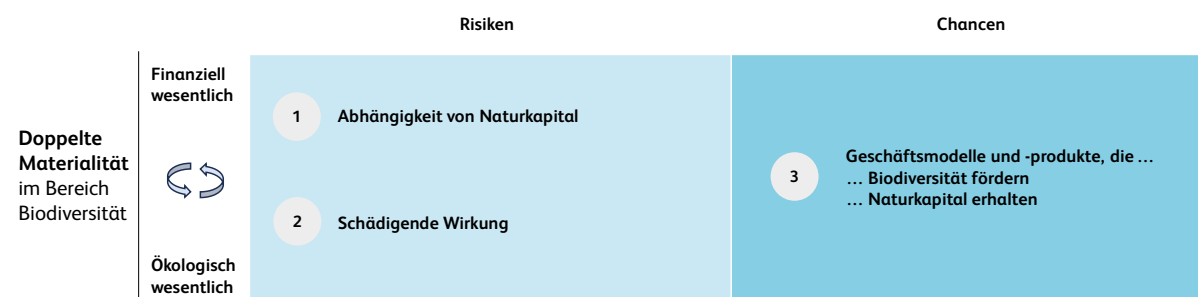 Risiken
Chancen
Doppelte
Materialität
im Bereich
Biodiversität
Finanziell
wesentlich
Ökologisch
wesentlich
1
Abhängigkeit von Naturkapital
2
Schädigende Wirkung
3
Geschäftsmodelle und -produkte, die …
… Biodiversität fördern
… Naturkapital erhalten